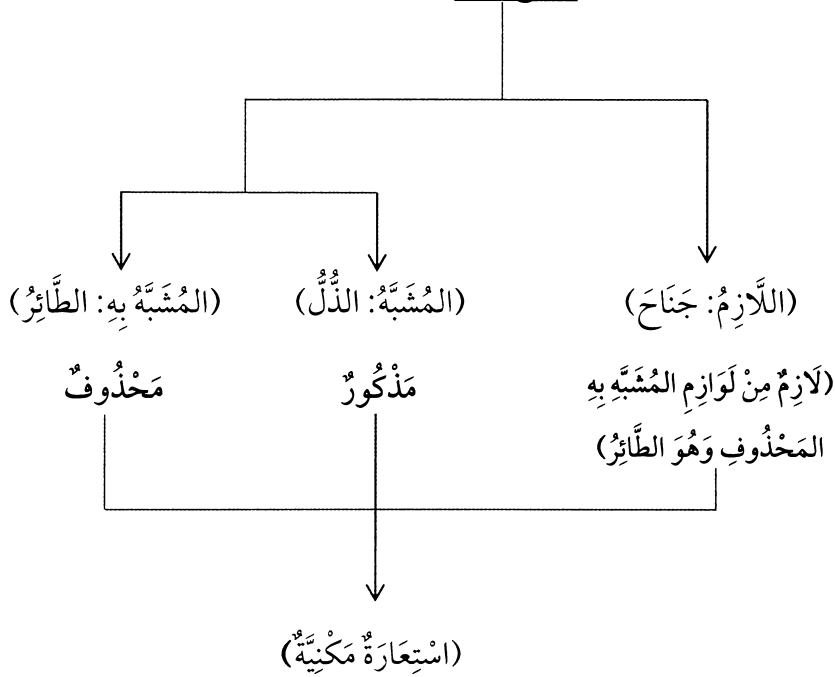 (اللَّازِمُ: جَنَاحَ)
(المُشَبَّهُ: الذُّلُّ)
(المُشَبَّهُ بِهِ: الطَّائِرُ)
(لَازِمٌ مِنْ لَوَازِمِ المُشَبَّهِ بِهِ
المَحْذُوفِ وَهُوَ الطَّائِرُ)
مَذْكُورٌ
مَحْذُوفٌ
(اسْتِعَارَةٌ مَكْنِيَّةٌ)